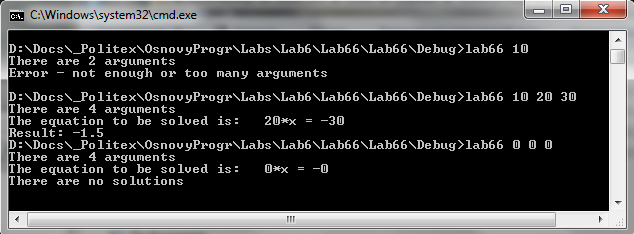 C:\Windows\system32\cmd.exe
D:\Docs\_Politex\OsnovyProgr\Labs\Lab6\Lab66\Lab66\Debug>lab66 10
There are 2 arguments
Error - not enough or too many arguments
D:\Docs\_Politex\OsnovyProgr\Labs\Lab6\Lab66\Lab66\Debug>lab66 10 20 30
There are 4 arguments
The equation to be solved is:   20*x = -30
Result: -1.5
D:\Docs\_Politex\OsnovyProgr\Labs\Lab6\Lab66\Lab66\Debug>lab66 0 0 0
There are 4 arguments
The equation to be solved is:   0*x = -0
There are no solutions